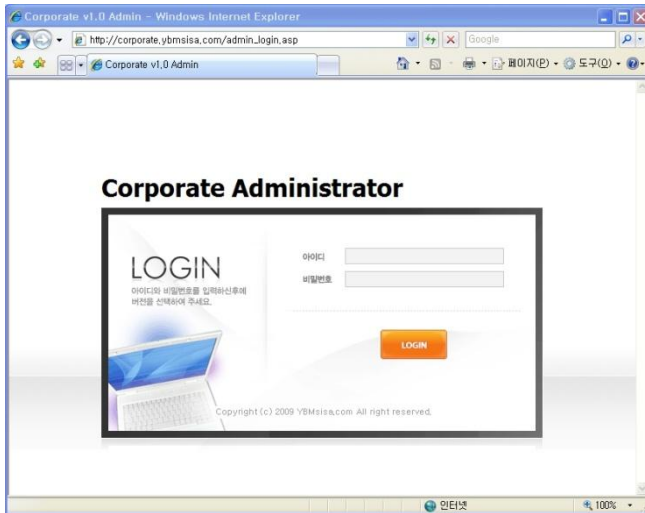 Corporate v1.0 Admin - Windows Internet Explorer
http://corporate.ybmsisa.com/admin_login.asp
Google
Corporate v1.0 Admin
페이지(P)
도구(O)
Corporate Administrator
LOGIN
아이디와 비밀번호를 입력하신후에
버전을 선택하여 주세요.
아이디
비밀번호
LOGIN
Copyright (c) 2009 YBMsisa.com All right reserved.
인터넷
100%